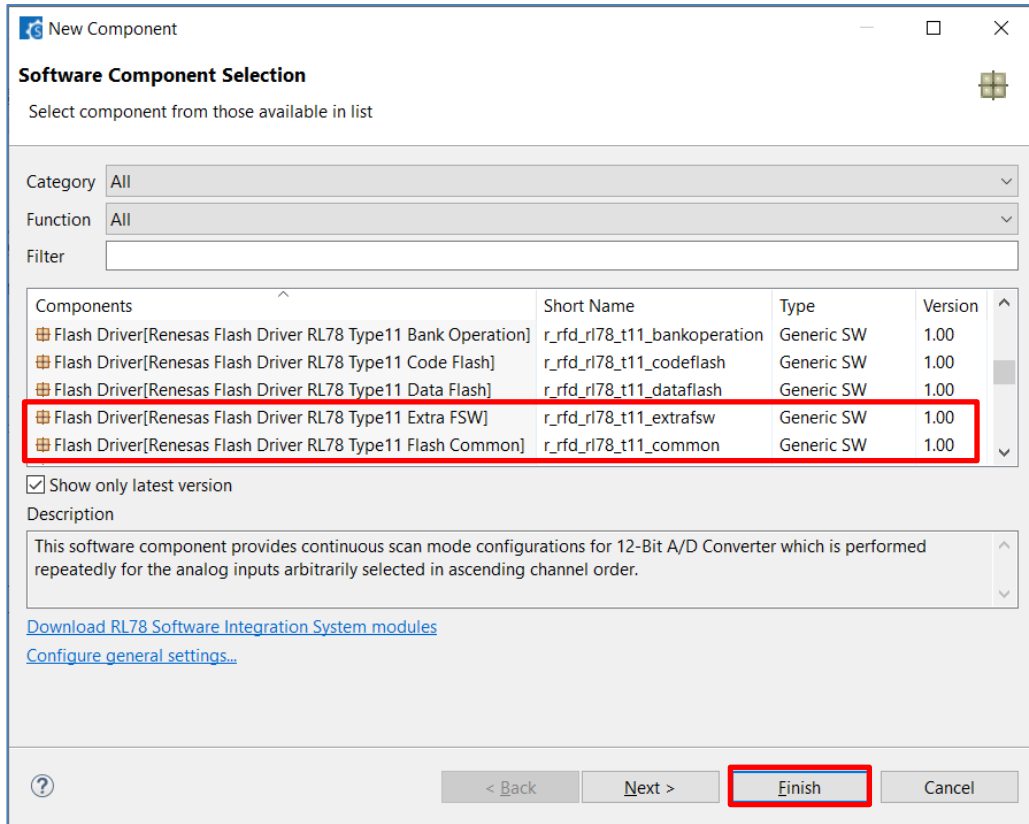 New Component
Software Component Selection
Select component from those available in list
Category All
Function All
Filter
Components Short Name Type Version
Flash Driver[Renesas Flash Driver RL78 Type11 Bank Operation] r_rfd_rl78_t11_bankoperation Generic SW 1.00
Flash Driver[Renesas Flash Driver RL78 Type11 Code Flash] r_rfd_rl78_t11_codeflash Generic SW 1.00
Flash Driver[Renesas Flash Driver RL78 Type11 Data Flash] r_rfd_rl78_t11_dataflash Generic SW 1.00
Flash Driver[Renesas Flash Driver RL78 Type11 Extra FSW] r_rfd_rl78_t11_extrafsw Generic SW 1.00
Flash Driver[Renesas Flash Driver RL78 Type11 Flash Common] r_rfd_rl78_t11_common Generic SW 1.00
Show only latest version
Description
This software component provides continuous scan mode configurations for 12-Bit A/D Converter which is performed
repeatedly for the analog inputs arbitrarily selected in ascending channel order.
Download RL78 Software Integration System modules
Configure general settings...
? < Back Next > Finish Cancel